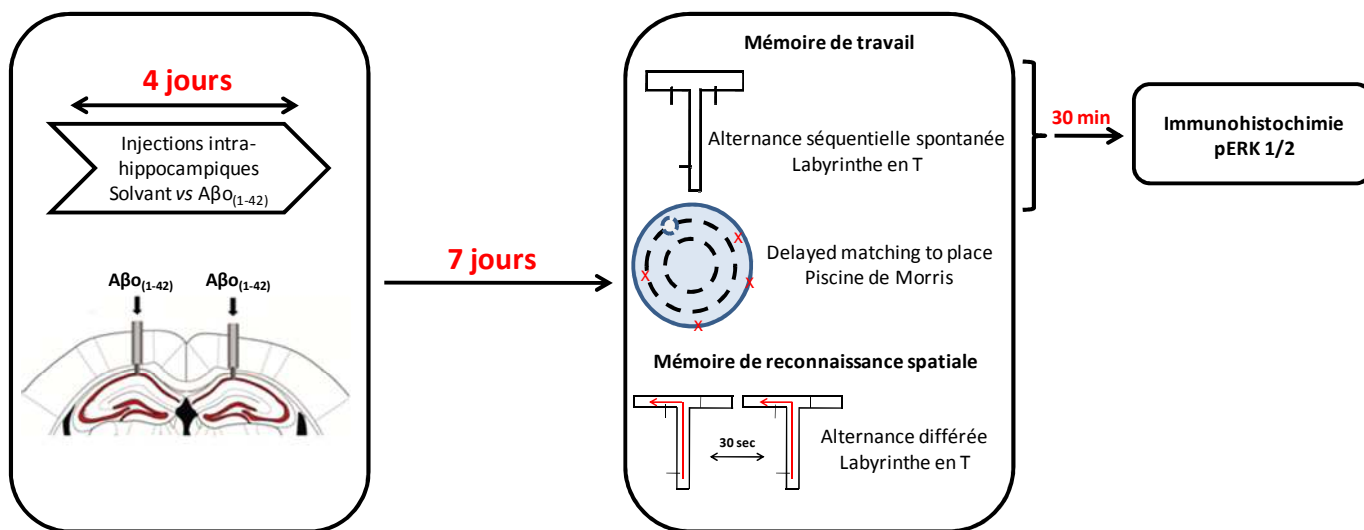 4 jours
Injections intra-
hippocampiques
Solvant vs Aβo(1-42)
Aβo(1-42) Aβo(1-42)
7 jours
Mémoire de travail
Alternance séquentielle spontanée
Labyrinthe en T
Delayed matching to place
Piscine de Morris
x
x
x
x
Mémoire de reconnaissance spatiale
30 sec
Alternance différée
Labyrinthe en T
30 min
Immunohistochimie
pERK 1/2